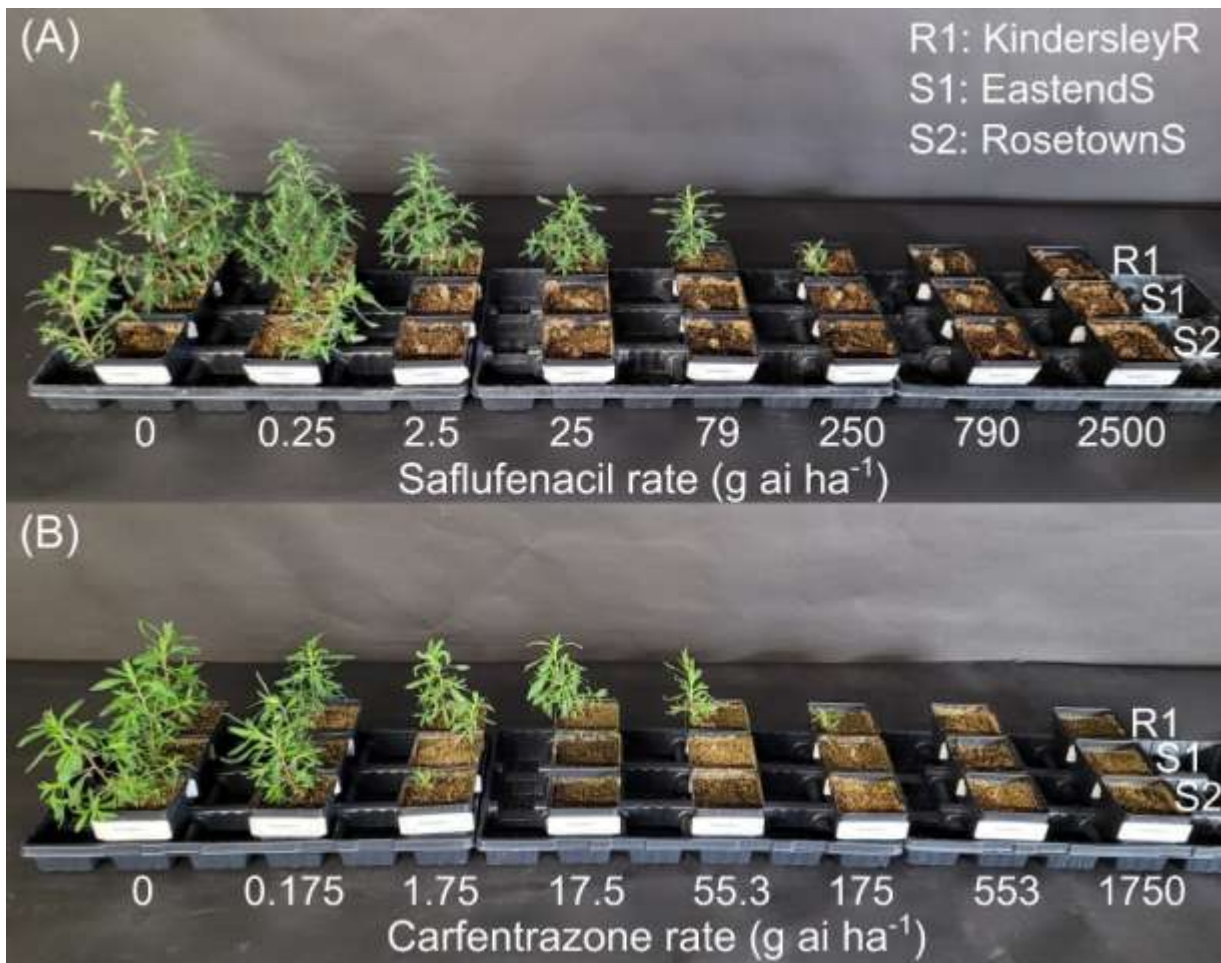 (A)
R1: KindersleyR
S1: EastendS
S2: RosetownS
R1
S1
S2
0 0.25 2.5 25 79 250 790 2500
Saflufenacil rate (g ai ha⁻¹)
(B)
R1
S1
S2
0 0.175 1.75 17.5 55.3 175 553 1750
Carfentrazone rate (g ai ha⁻¹)